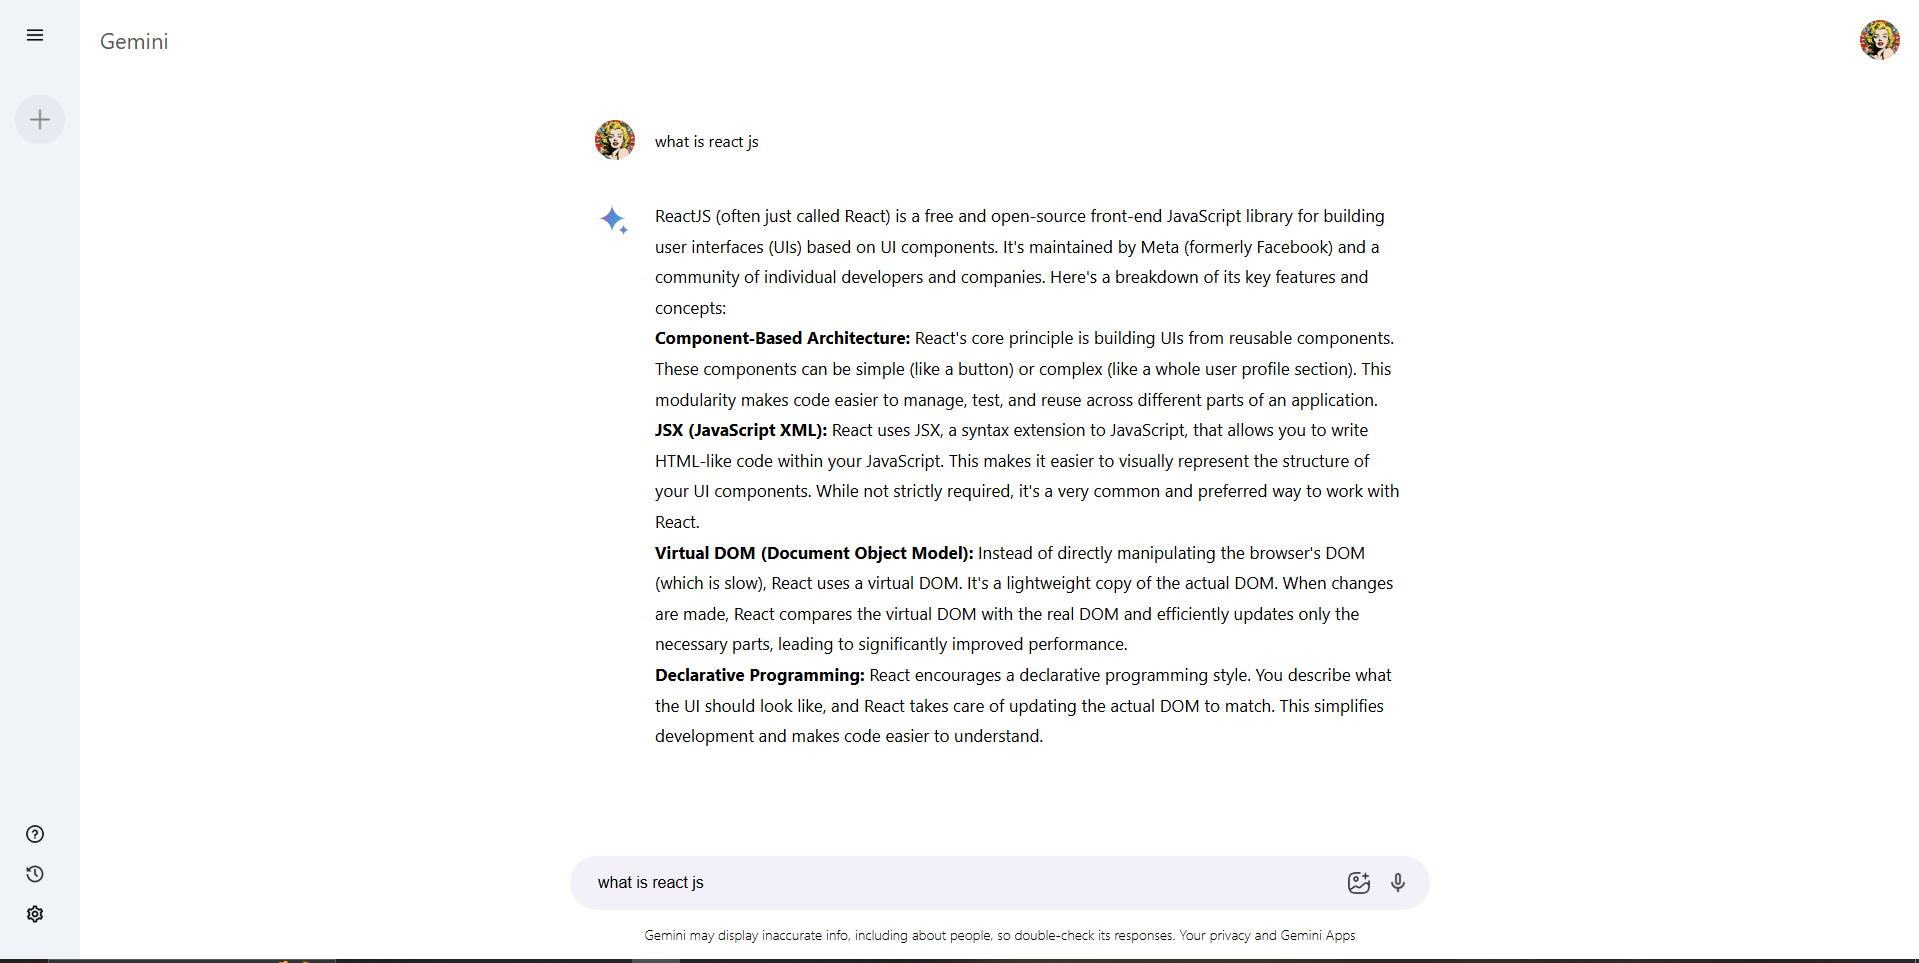 Gemini
what is react js
ReactJS (often just called React) is a free and open-source front-end JavaScript library for building
user interfaces (UIs) based on UI components. It's maintained by Meta (formerly Facebook) and a
community of individual developers and companies. Here's a breakdown of its key features and
concepts:
Component-Based Architecture: React's core principle is building UIs from reusable components.
These components can be simple (like a button) or complex (like a whole user profile section). This
modularity makes code easier to manage, test, and reuse across different parts of an application.
JSX (JavaScript XML): React uses JSX, a syntax extension to JavaScript, that allows you to write
HTML-like code within your JavaScript. This makes it easier to visually represent the structure of
your UI components. While not strictly required, it's a very common and preferred way to work with
React.
Virtual DOM (Document Object Model): Instead of directly manipulating the browser's DOM
(which is slow), React uses a virtual DOM. It's a lightweight copy of the actual DOM. When changes
are made, React compares the virtual DOM with the real DOM and efficiently updates only the
necessary parts, leading to significantly improved performance.
Declarative Programming: React encourages a declarative programming style. You describe what
the UI should look like, and React takes care of updating the actual DOM to match. This simplifies
development and makes code easier to understand.
what is react js
Gemini may display inaccurate info, including about people, so double-check its responses. Your privacy and Gemini Apps